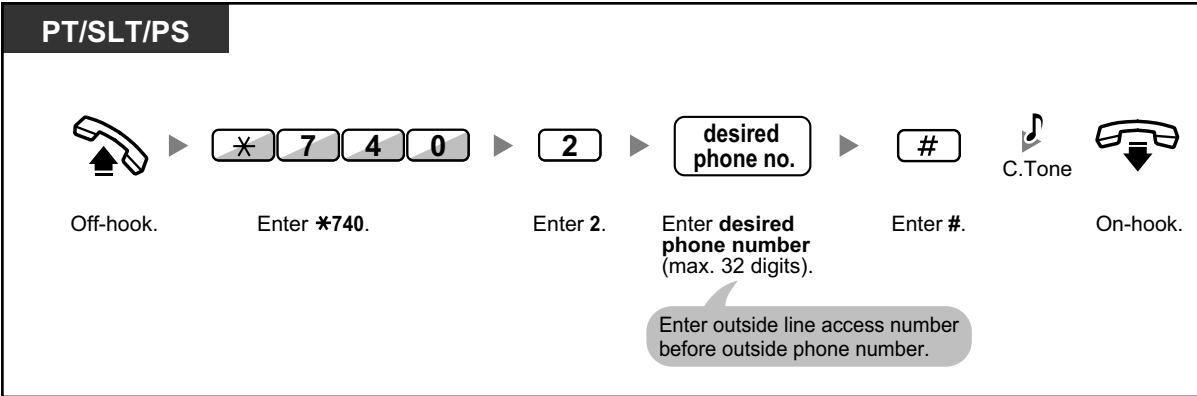 PT/SLT/PS
✳ 7 4 0 2 desired phone no. #
C.Tone
Off-hook.
Enter ✳740.
Enter 2.
Enter desired
phone number
(max. 32 digits).
Enter #.
On-hook.
Enter outside line access number
before outside phone number.